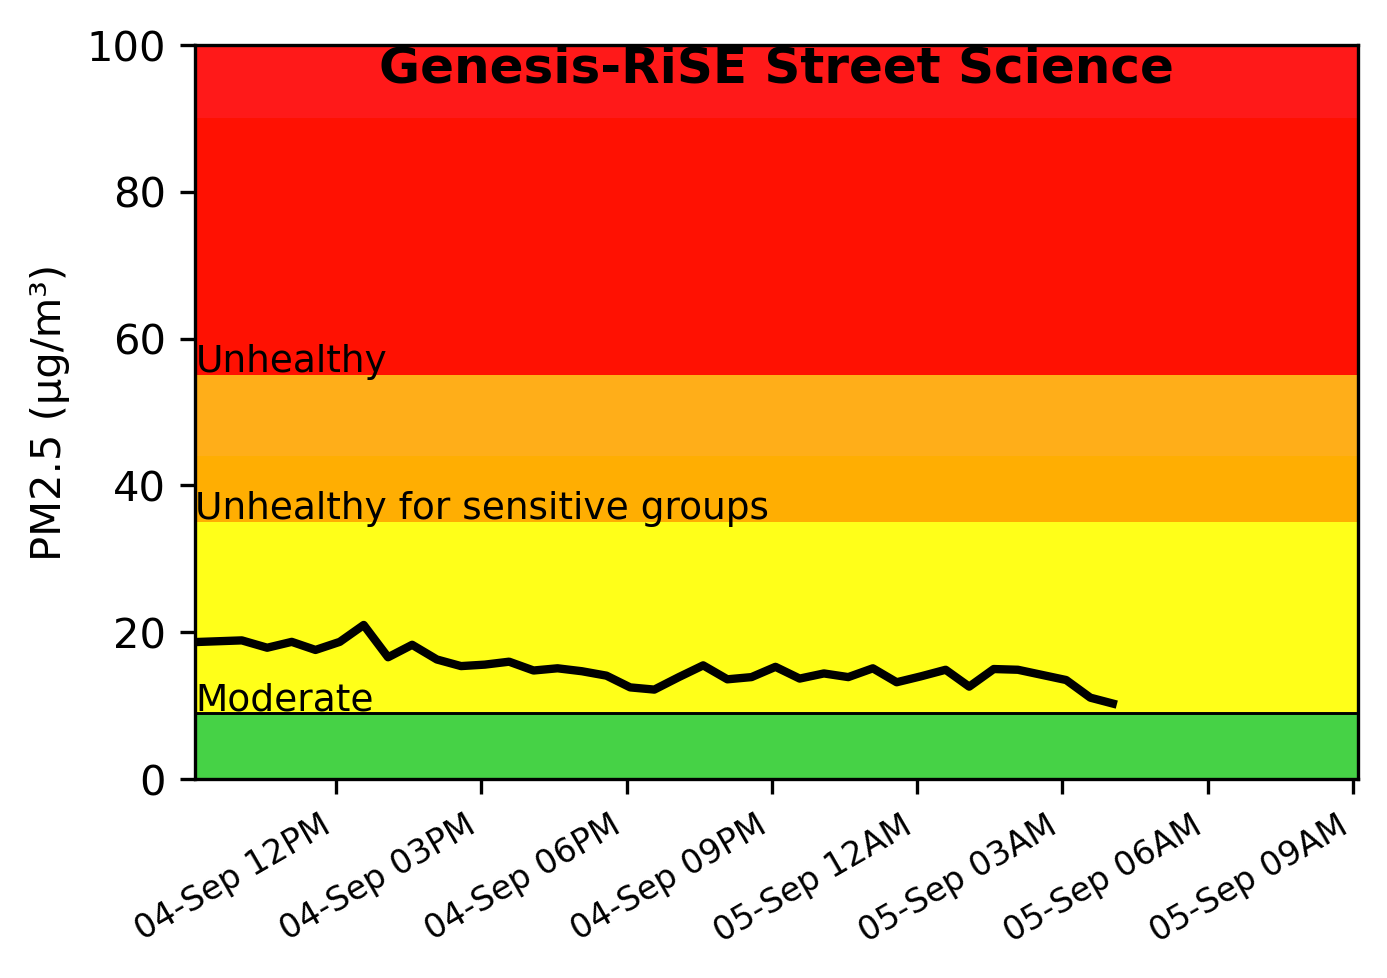 Genesis-RiSE Street Science
100
80
60
40
20
0
PM2.5 (µg/m³)
Unhealthy
Unhealthy for sensitive groups
Moderate
04-Sep 12PM
04-Sep 03PM
04-Sep 06PM
04-Sep 09PM
05-Sep 12AM
05-Sep 03AM
05-Sep 06AM
05-Sep 09AM